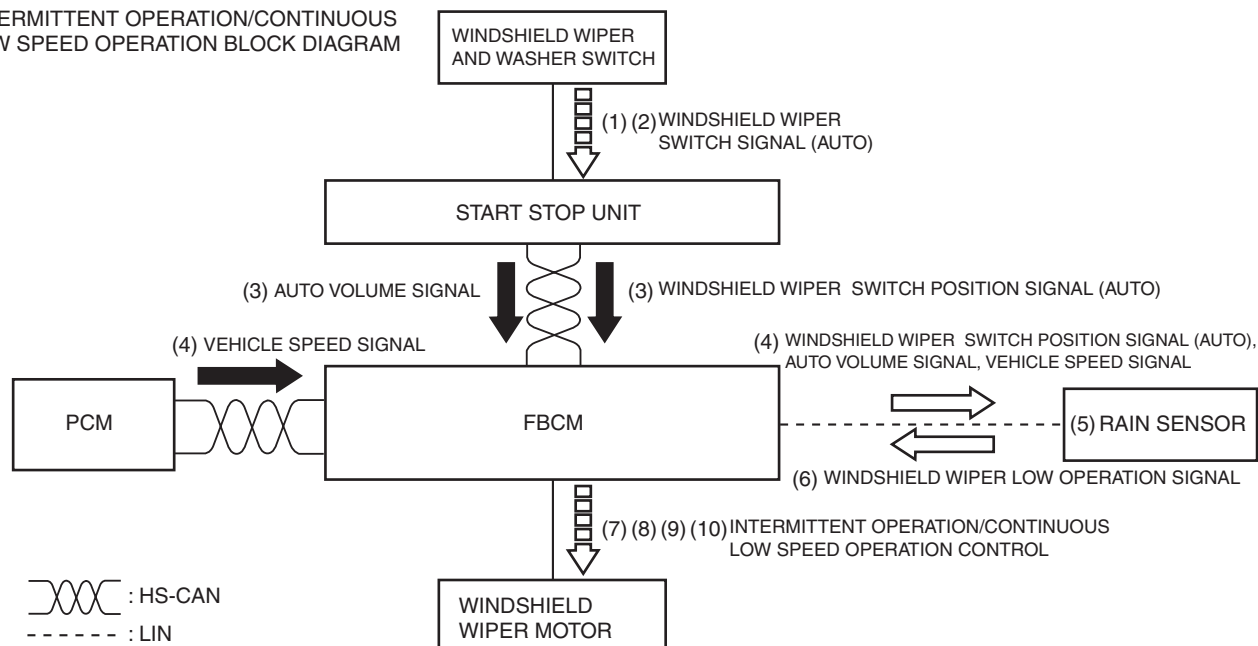 ERMITTENT OPERATION/CONTINUOUS
SPEED OPERATION BLOCK DIAGRAM
WINDSHIELD WIPER
AND WASHER SWITCH
(1) (2) WINDSHIELD WIPER
SWITCH SIGNAL (AUTO)
START STOP UNIT
(3) AUTO VOLUME SIGNAL
(3) WINDSHIELD WIPER SWITCH POSITION SIGNAL (AUTO)
(4) VEHICLE SPEED SIGNAL
(4) WINDSHIELD WIPER SWITCH POSITION SIGNAL (AUTO),
AUTO VOLUME SIGNAL, VEHICLE SPEED SIGNAL
PCM
FBCM
(5) RAIN SENSOR
(6) WINDSHIELD WIPER LOW OPERATION SIGNAL
(7) (8) (9) (10) INTERMITTENT OPERATION/CONTINUOUS
LOW SPEED OPERATION CONTROL
WINDSHIELD
WIPER MOTOR
: HS-CAN
: LIN